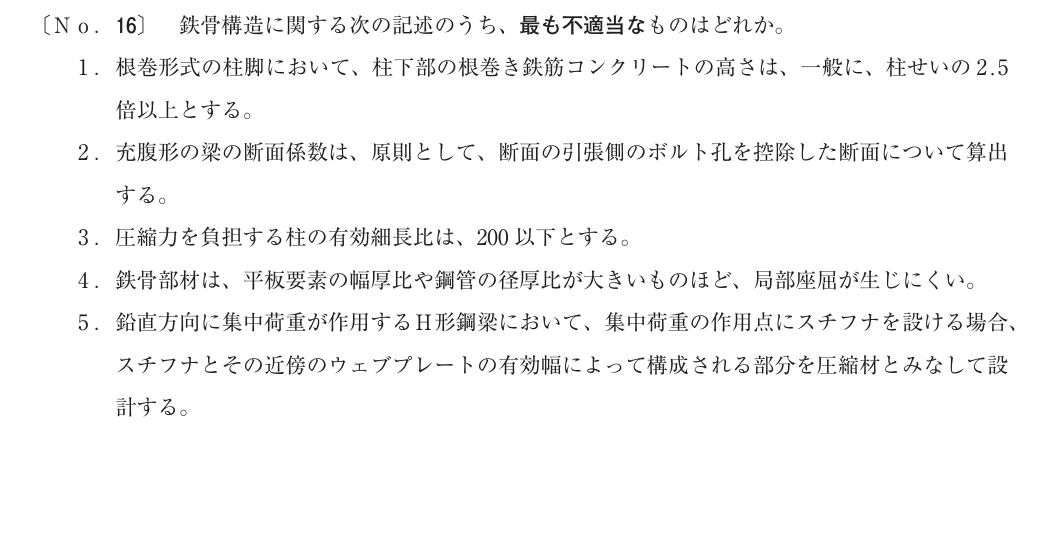 〔Ｎｏ．16〕　鉄骨構造に関する次の記述のうち、最も不適当なものはどれか。
１．根巻形式の柱脚において、柱下部の根巻き鉄筋コンクリートの高さは、一般に、柱せいの 2.5
倍以上とする。
２．充腹形の梁の断面係数は、原則として、断面の引張側のボルト孔を控除した断面について算出
する。
３．圧縮力を負担する柱の有効細長比は、200 以下とする。
４．鉄骨部材は、平板要素の幅厚比や鋼管の径厚比が大きいものほど、局部座屈が生じにくい。
５．鉛直方向に集中荷重が作用するＨ形鋼梁において、集中荷重の作用点にスチフナを設ける場合、
スチフナとその近傍のウェブプレートの有効幅によって構成される部分を圧縮材とみなして設
計する。